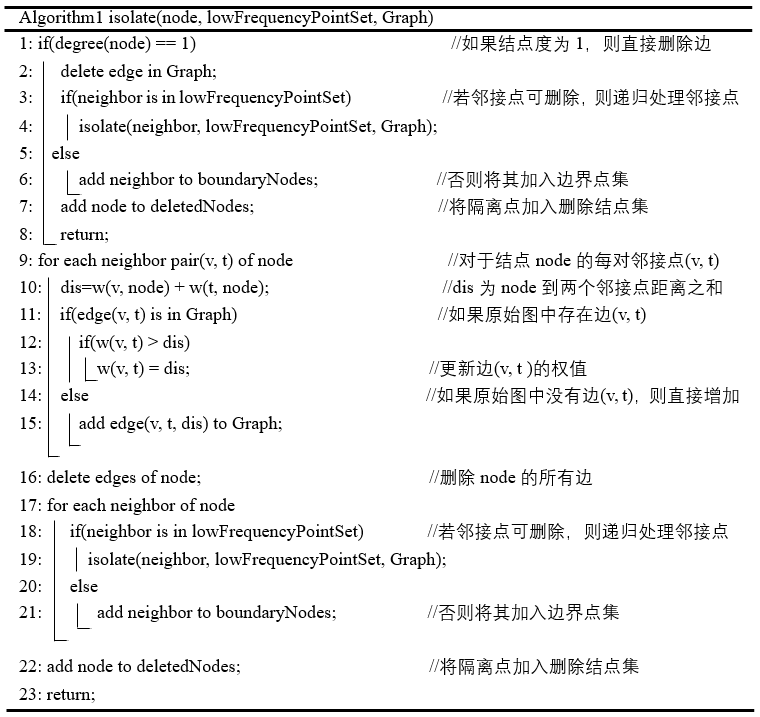 Algorithm1 isolate(node, lowFrequencyPointSet, Graph)
1: if(degree(node) == 1) //如果结点度为 1，则直接删除边
2: delete edge in Graph;
3: if(neighbor is in lowFrequencyPointSet) //若邻接点可删除，则递归处理邻接点
4: isolate(neighbor, lowFrequencyPointSet, Graph);
5: else
6: add neighbor to boundaryNodes; //否则将其加入边界点集
7: add node to deletedNodes; //将隔离点加入删除结点集
8: return;
9: for each neighbor pair(v, t) of node //对于结点 node 的每对邻接点(v, t)
10: dis=w(v, node) + w(t, node); //dis 为 node 到两个邻接点距离之和
11: if(edge(v, t) is in Graph) //如果原始图中存在边(v, t)
12: if(w(v, t) > dis)
13: w(v, t) = dis; //更新边(v, t )的权值
14: else //如果原始图中没有边(v, t)，则直接增加
15: add edge(v, t, dis) to Graph;
16: delete edges of node; //删除 node 的所有边
17: for each neighbor of node
18: if(neighbor is in lowFrequencyPointSet) //若邻接点可删除，则递归处理邻接点
19: isolate(neighbor, lowFrequencyPointSet, Graph);
20: else
21: add neighbor to boundaryNodes; //否则将其加入边界点集
22: add node to deletedNodes; //将隔离点加入删除结点集
23: return;